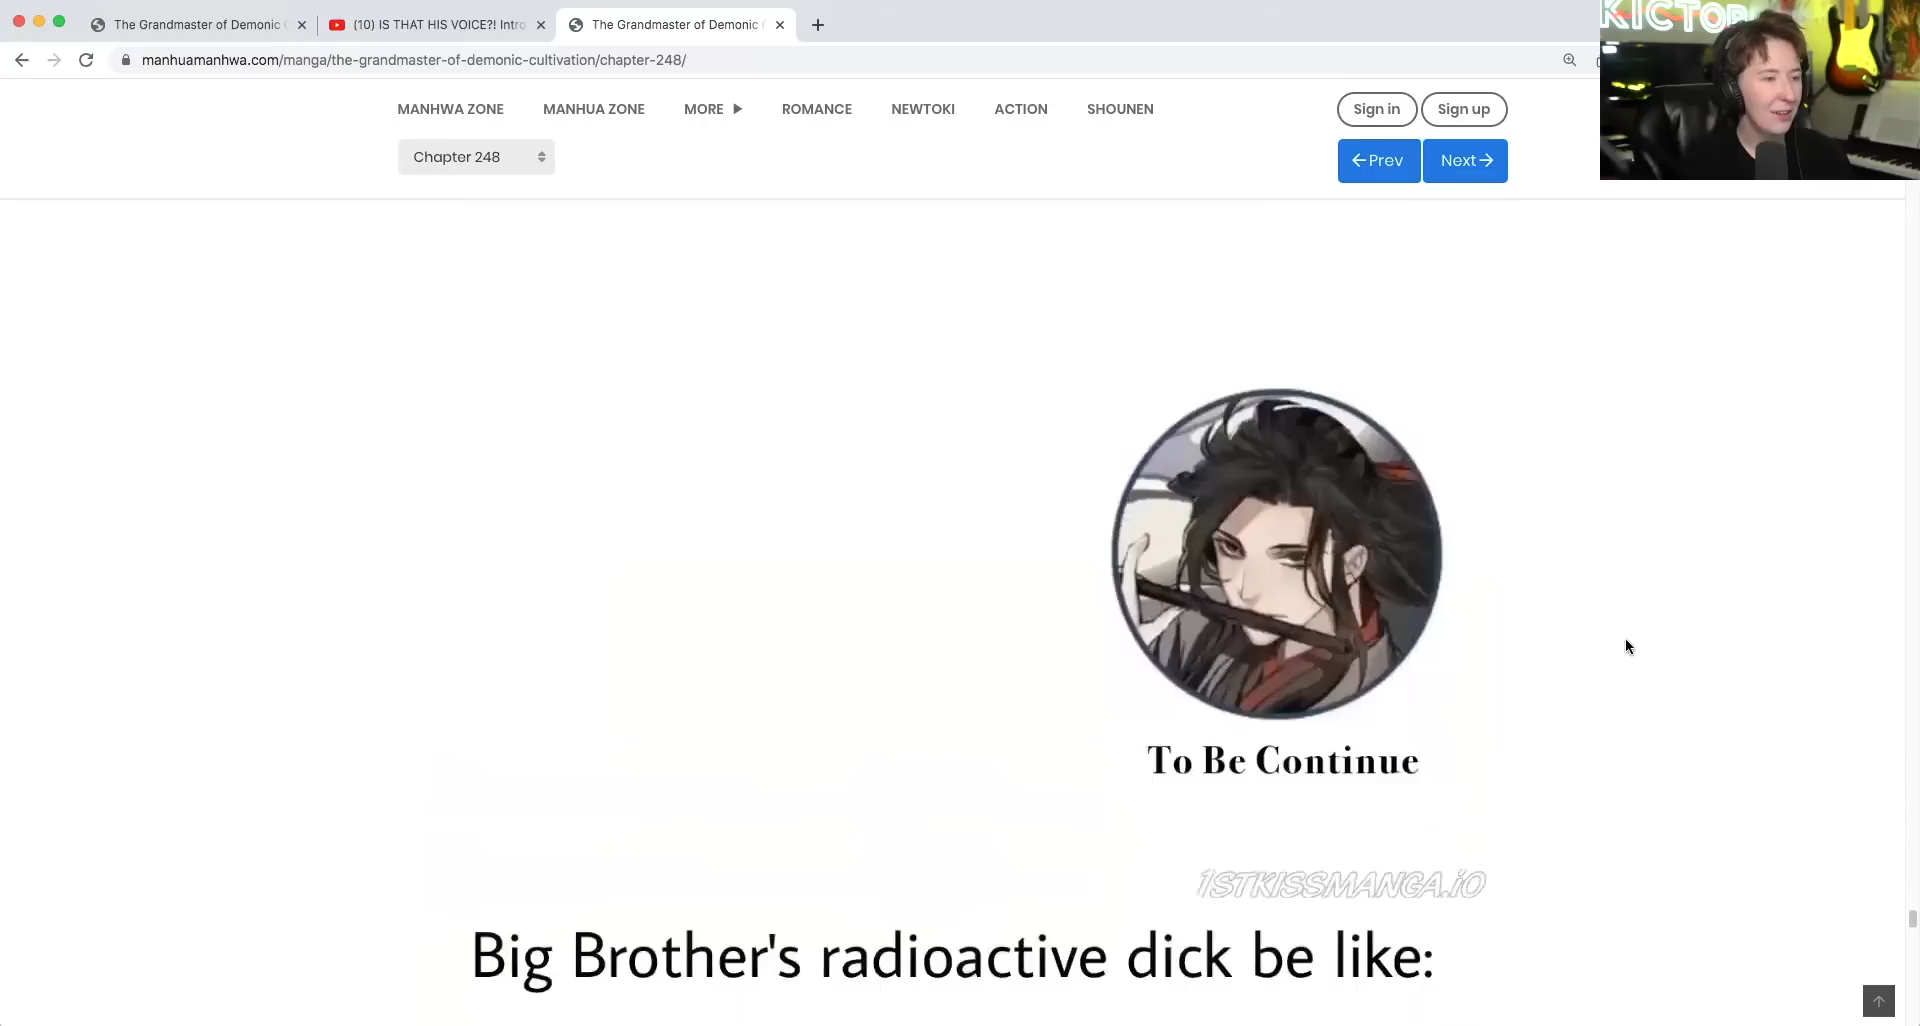 The Grandmaster of Demonic
(10) IS THAT HIS VOICE?! Intro
The Grandmaster of Demonic
manhuamanhwa.com/manga/the-grandmaster-of-demonic-cultivation/chapter-248/
MANHWA ZONE MANHUA ZONE MORE ▶ ROMANCE NEWTOKI ACTION SHOUNEN Sign in Sign up
Chapter 248 ←Prev Next→
To Be Continue
1STKISSMANGA.iO
Big Brother's radioactive dick be like: